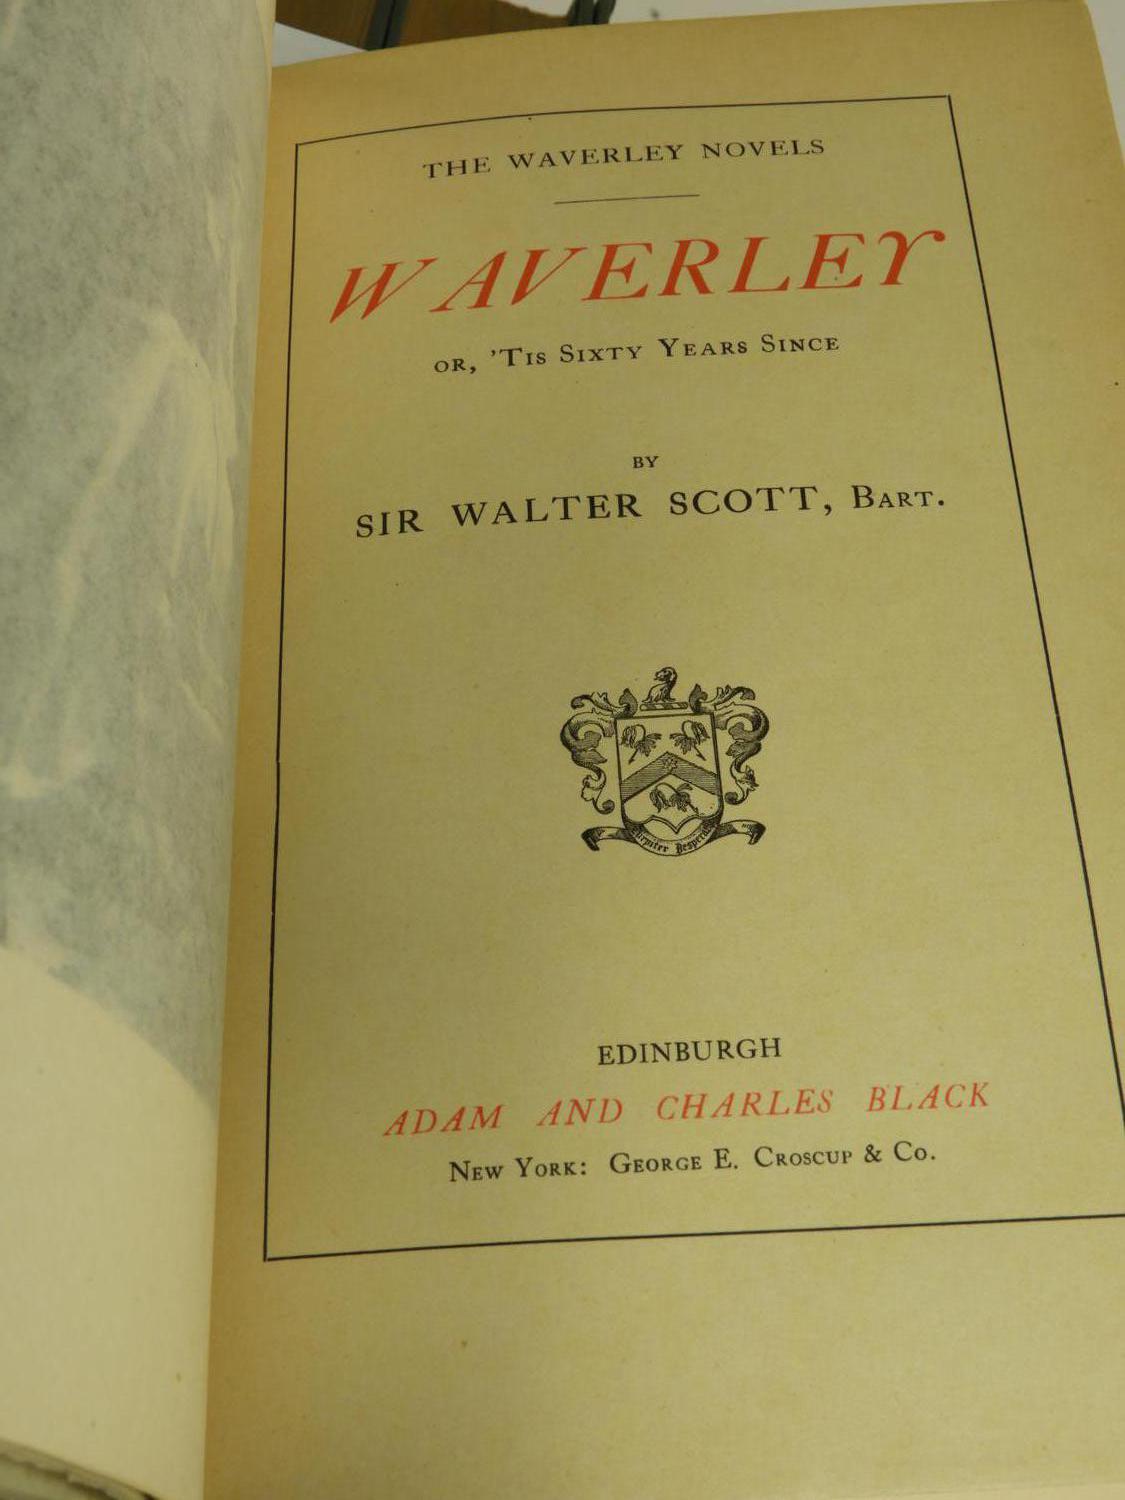 THE WAVERLEY NOVELS
WAVERLEY
OR, 'TIS SIXTY YEARS SINCE
BY
SIR WALTER SCOTT, BART.
EDINBURGH
ADAM AND CHARLES BLACK
NEW YORK: GEORGE E. CROSCUP & CO.